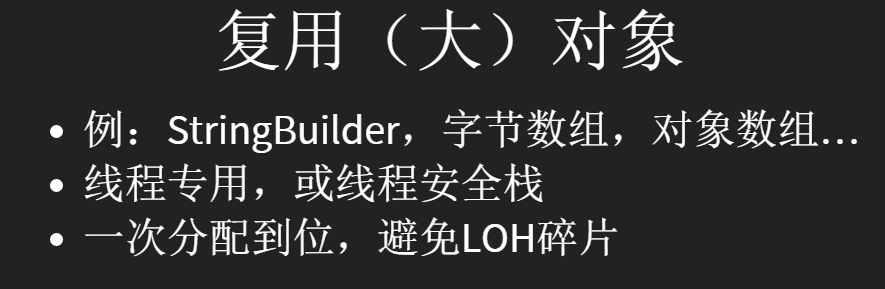 复用（大）对象
• 例：StringBuilder，字节数组，对象数组…
• 线程专用，或线程安全栈
• 一次分配到位，避免LOH碎片